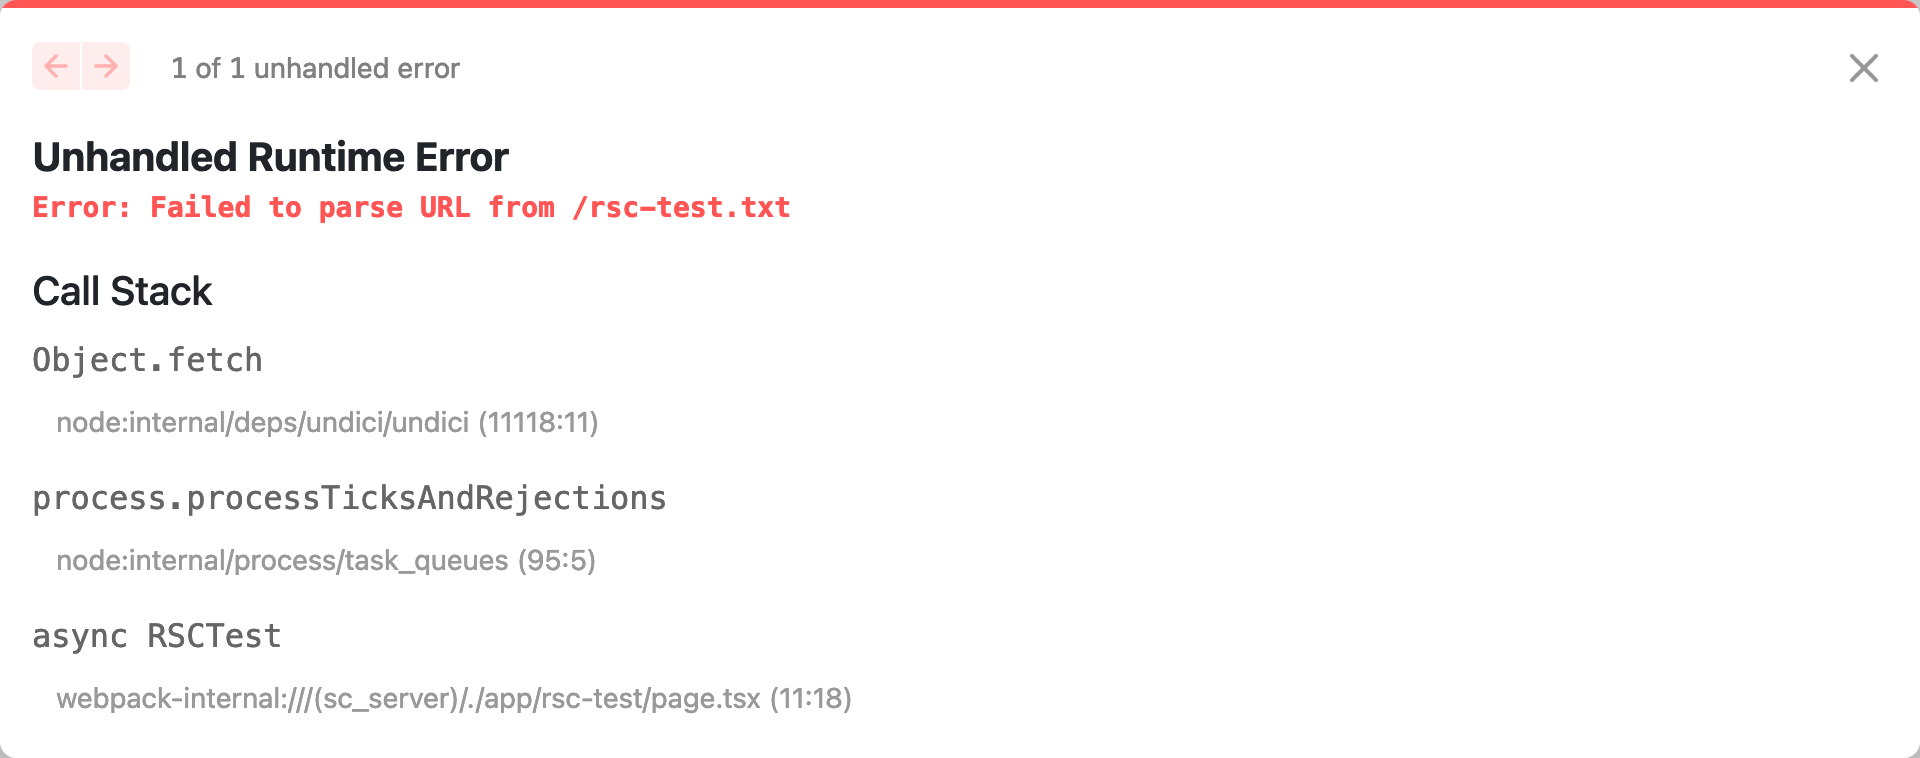 1 of 1 unhandled error
Unhandled Runtime Error
Error: Failed to parse URL from /rsc-test.txt
Call Stack
Object.fetch
node:internal/deps/undici/undici (11118:11)
process.processTicksAndRejections
node:internal/process/task_queues (95:5)
async RSCTest
webpack-internal:///(sc_server)/./app/rsc-test/page.tsx (11:18)